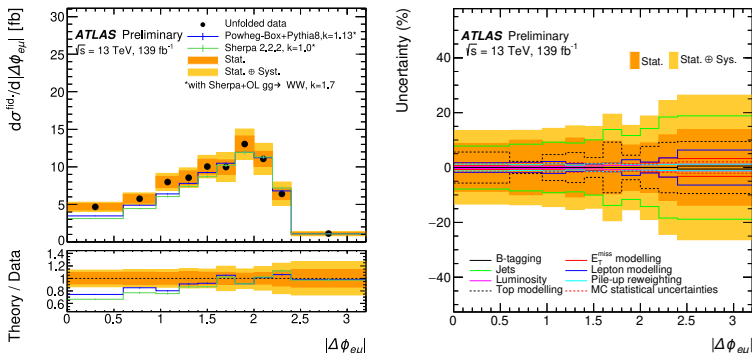 dσ^fid./d|Δϕ_eμ| [fb]
ATLAS Preliminary
√s = 13 TeV, 139 fb⁻¹
Unfolded data
Powheg-Box+Pythia8,k=1.13*
Sherpa 2.2.2, k=1.0*
Stat.
Stat. ⊕ Syst.
*with Sherpa+OL gg→ WW, k=1.7
30
25
20
15
10
5
0
Theory / Data
1.4
1.2
1
0.8
0.6
0 0.5 1 1.5 2 2.5 3
|Δϕ_eμ|
Uncertainty (%)
ATLAS Preliminary
√s = 13 TeV, 139 fb⁻¹
Stat. Stat ⊕ Syst.
40
20
0
−20
−40
B-tagging
Jets
Luminosity
Top modelling
E_T^miss modelling
Lepton modelling
Pile-up reweighting
MC statistical uncertainties
0 0.5 1 1.5 2 2.5 3
|Δϕ_eμ|